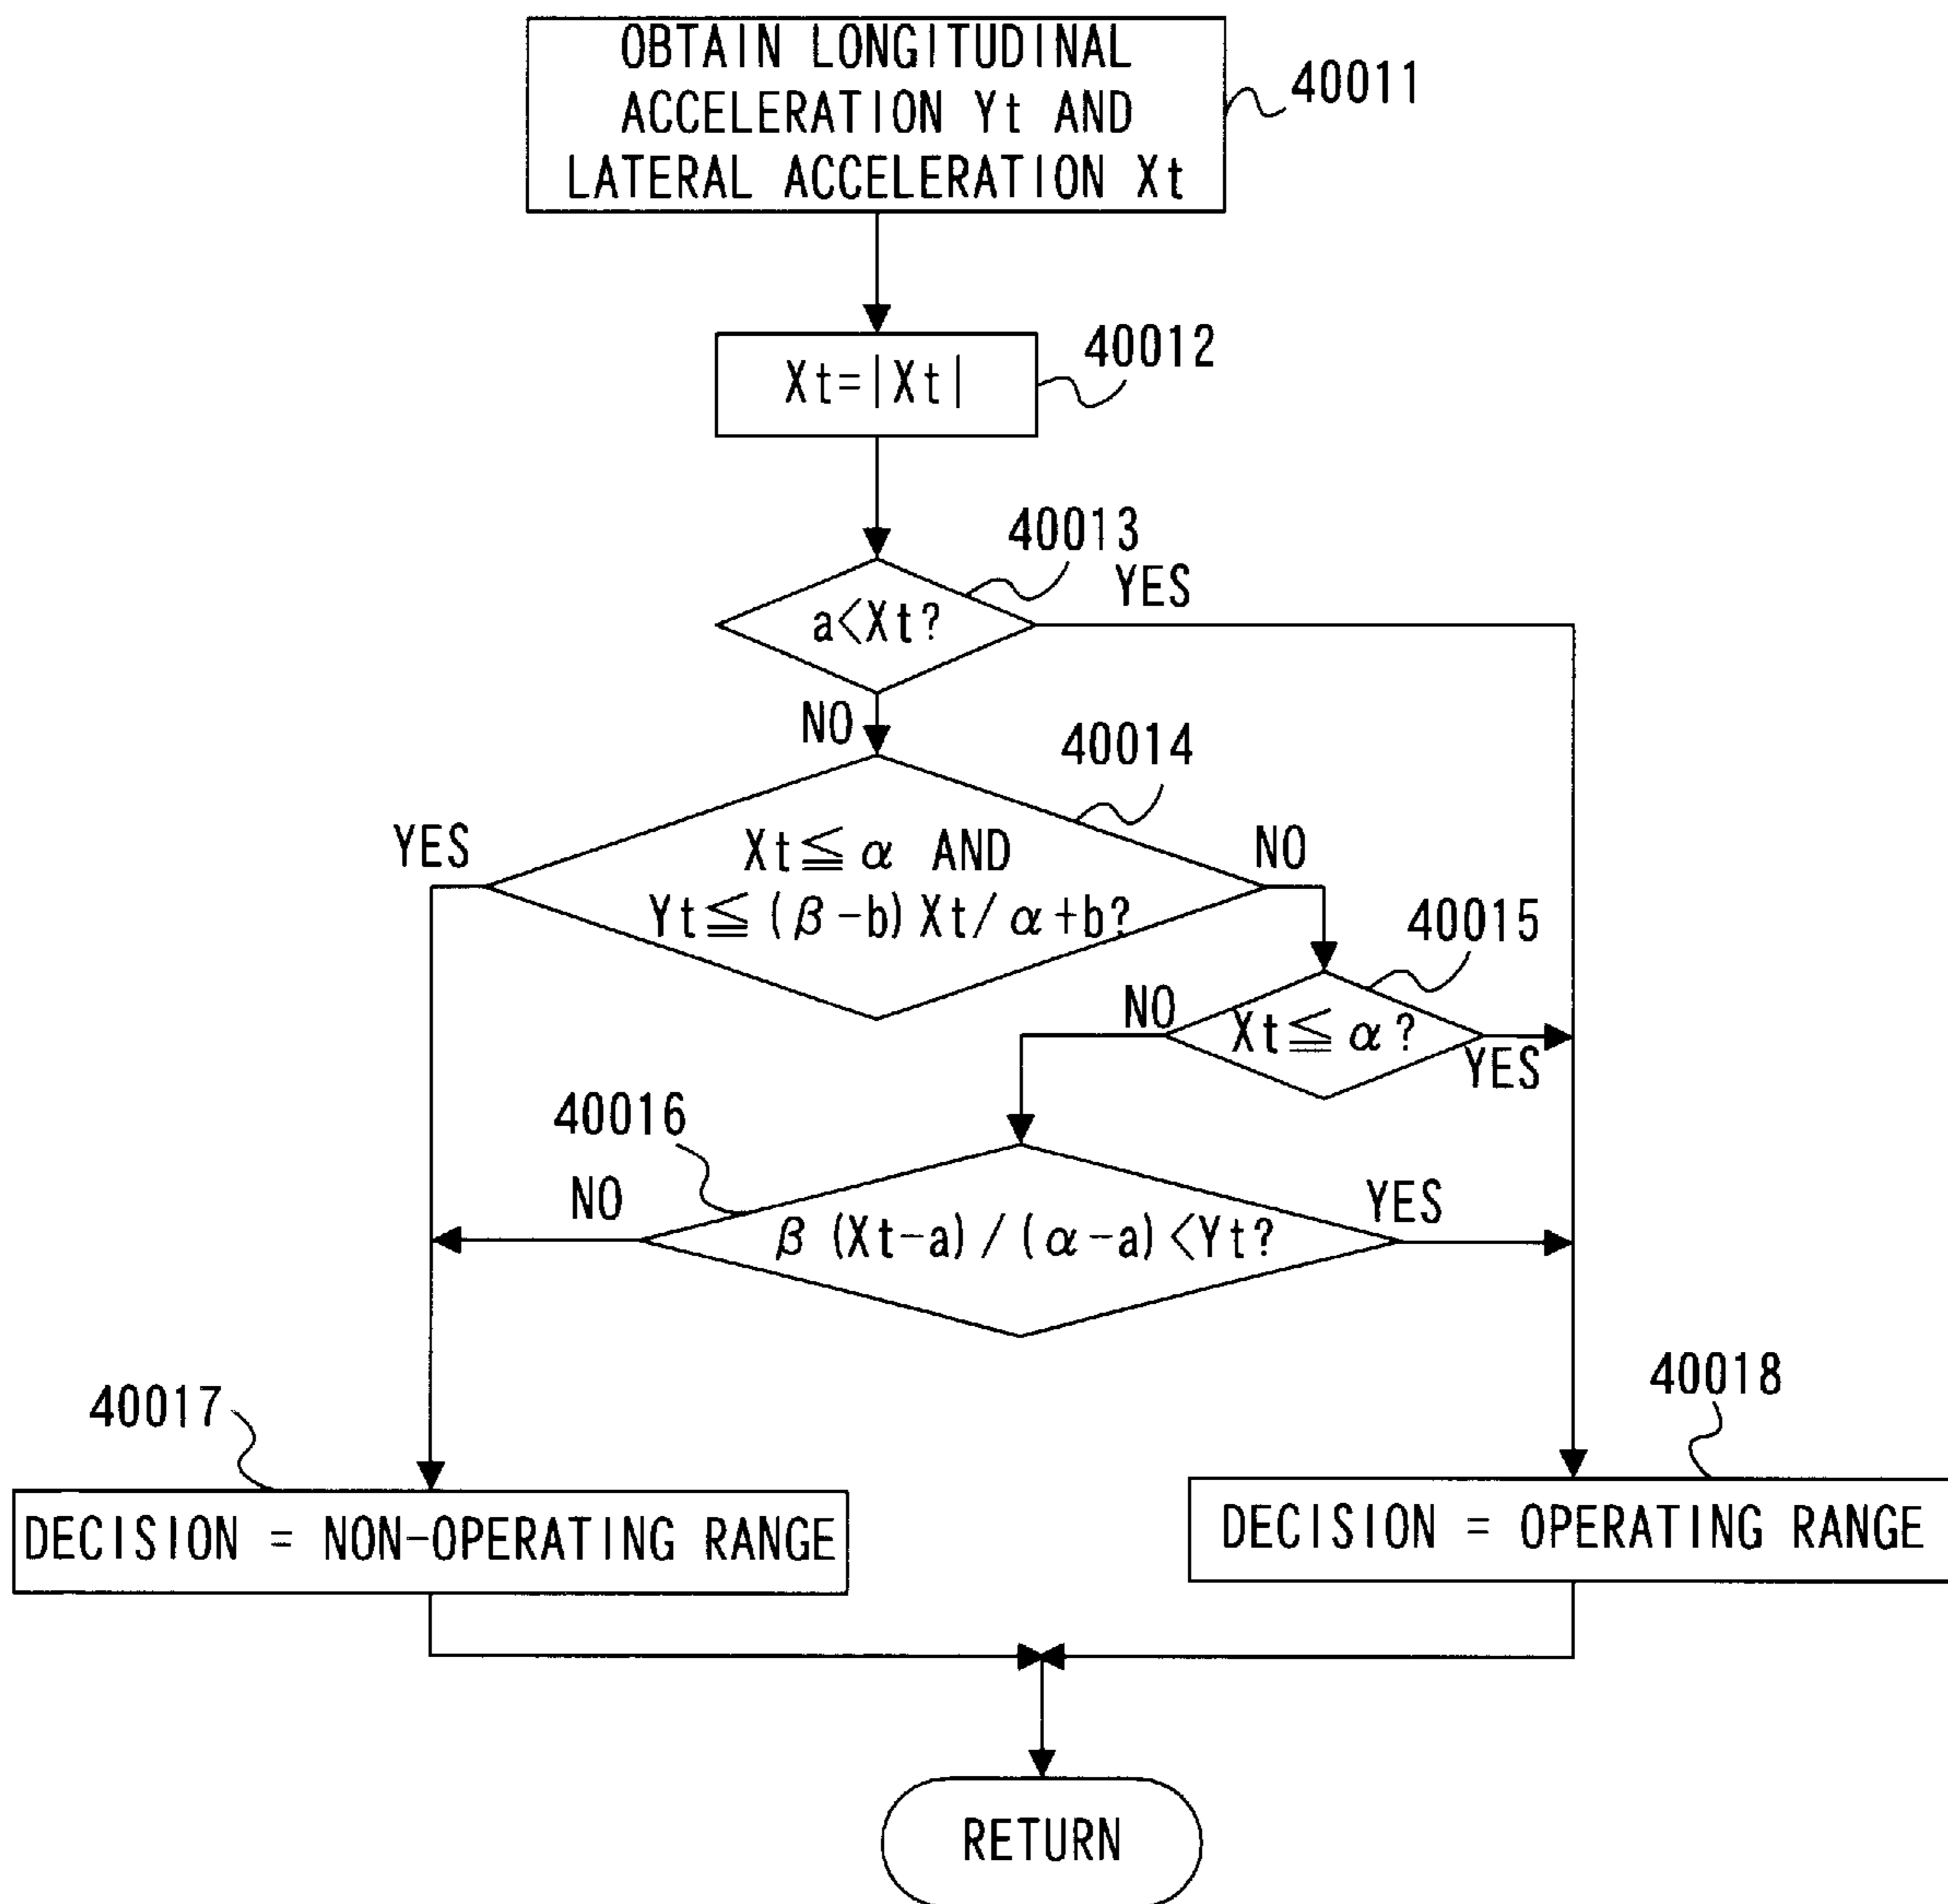 OBTAIN LONGITUDINAL
ACCELERATION Yt AND
LATERAL ACCELERATION Xt
40011
Xt=|Xt|
40012
40013
a<Xt?
YES
NO
40014
Xt≦α AND
Yt≦(β-b)Xt/α+b?
YES
NO
40015
Xt≦α?
NO
YES
40016
β(Xt-a)/(α-a)<Yt?
NO
YES
40017
DECISION = NON-OPERATING RANGE
40018
DECISION = OPERATING RANGE
RETURN